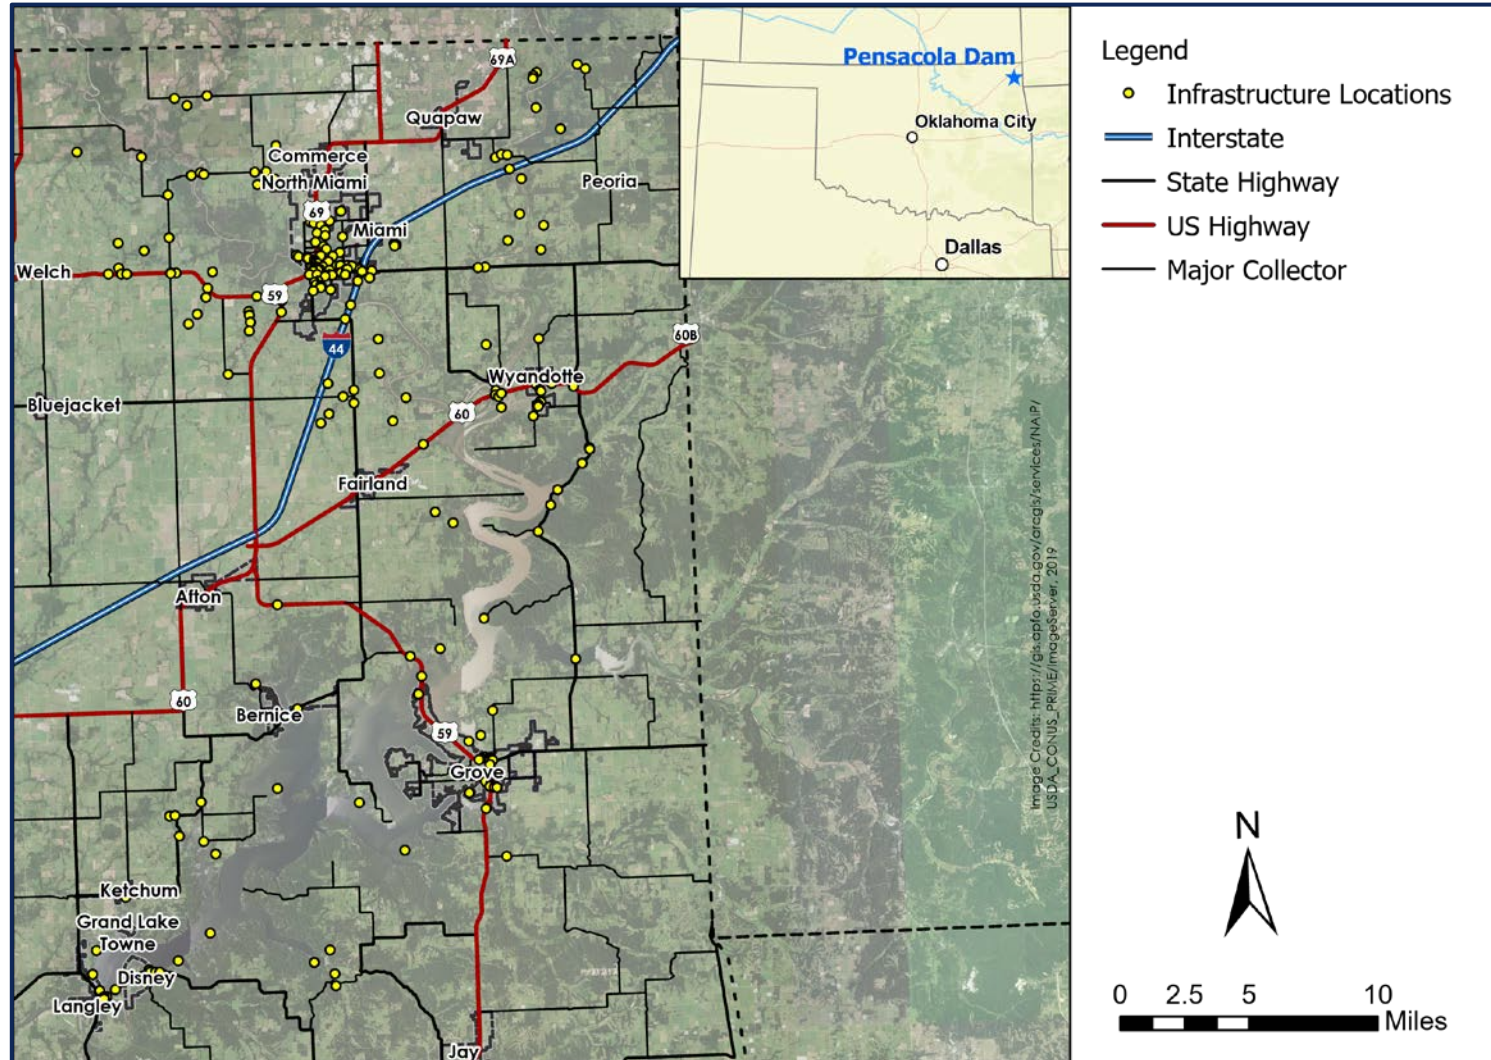 69A
Quapaw
Commerce
North Miami
Peoria
69
Miami
Welch
59
44
60B
Wyandotte
Bluejacket
60
Fairland
Afton
60
Bernice
59
Grove
Ketchum
Grand Lake
Towne
Disney
Langley
Jay
Pensacola Dam
Oklahoma City
Dallas
Image Credits: https://gis.apfo.usda.gov/arcgis/services/NAIP/
USDA_CONUS_PRIME/ImageServer, 2019
Legend
Infrastructure Locations
Interstate
State Highway
US Highway
Major Collector
N
0 2.5 5 10
Miles